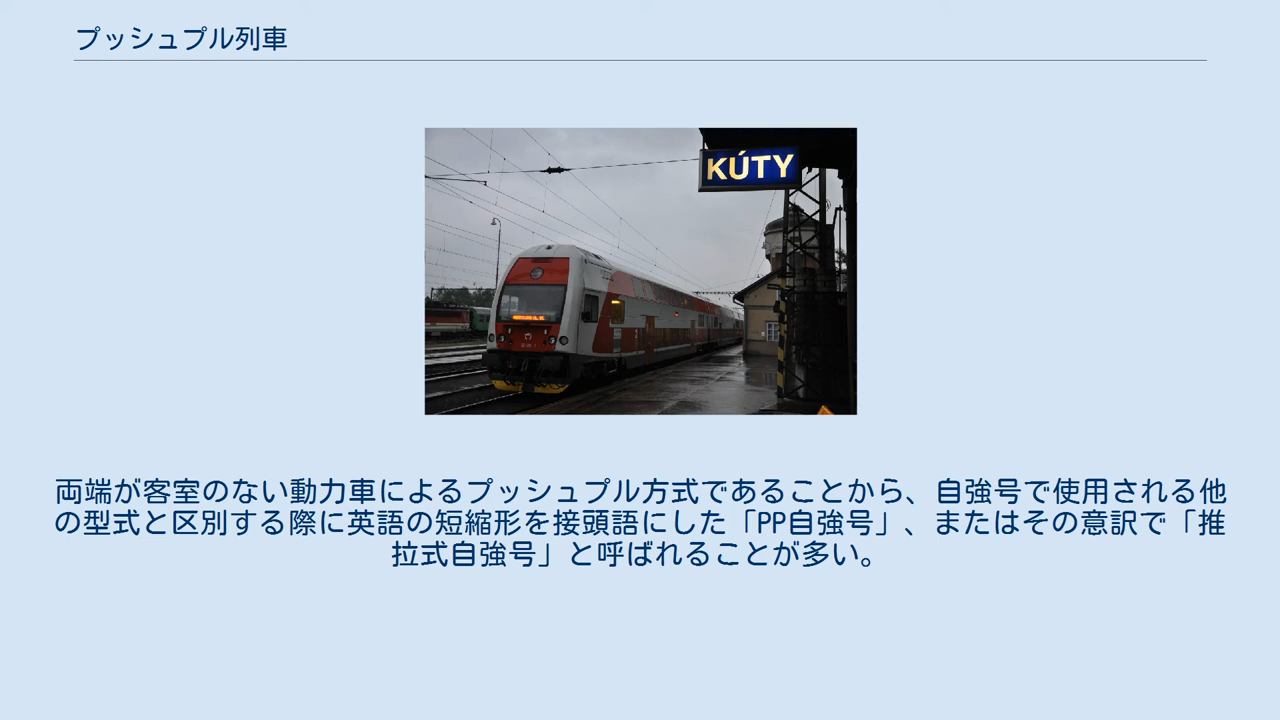 プッシュプル列車
KÚTY
両端が客室のない動力車によるプッシュプル方式であることから、自強号で使用される他
の型式と区別する際に英語の短縮形を接頭語にした「PP自強号」、またはその意訳で「推
拉式自強号」と呼ばれることが多い。